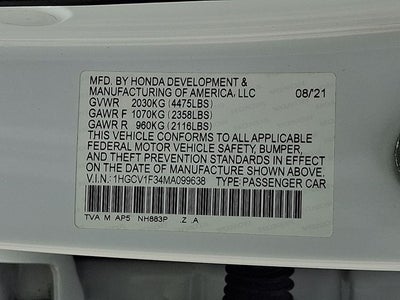 MFD. BY HONDA DEVELOPMENT &
MANUFACTURING OF AMERICA, LLC 08/'21
GVWR 2030KG (4475LBS)
GAWR F 1070KG (2358LBS)
GAWR R 960KG (2116LBS)
THIS VEHICLE CONFORMS TO ALL APPLICABLE
FEDERAL MOTOR VEHICLE SAFETY, BUMPER,
AND THEFT PREVENTION STANDARDS IN EFFECT
ON THE DATE OF MANUFACTURE SHOWN ABOVE.
V.I.N.: 1HGCV1F34MA099638 TYPE: PASSENGER CAR
TVA M AP5 NH883P Z A